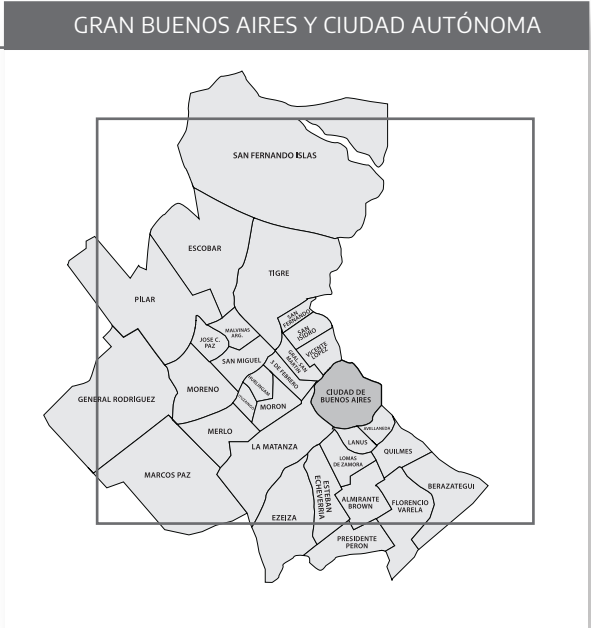 GRAN BUENOS AIRES Y CIUDAD AUTÓNOMA
SAN FERNANDO ISLAS
ESCOBAR
TIGRE
PILAR
SAN
FERNANDO
SAN
ISIDRO
MALVINAS
ARG.
JOSE C.
PAZ
VICENTE
LOPEZ
GRAL. SAN
MARTÍN
SAN MIGUEL
3 DE FEBRERO
HURLINGAM
MORENO
ITUZAINGO
MORON
CIUDAD DE
BUENOS AIRES
GENERAL RODRÍGUEZ
MERLO
AVELLANEDA
LANUS
LA MATANZA
QUILMES
LOMAS
DE ZAMORA
MARCOS PAZ
ESTEBAN
ECHEVERRIA
BERAZATEGUI
ALMIRANTE
BROWN
FLORENCIO
VARELA
EZEIZA
PRESIDENTE
PERON